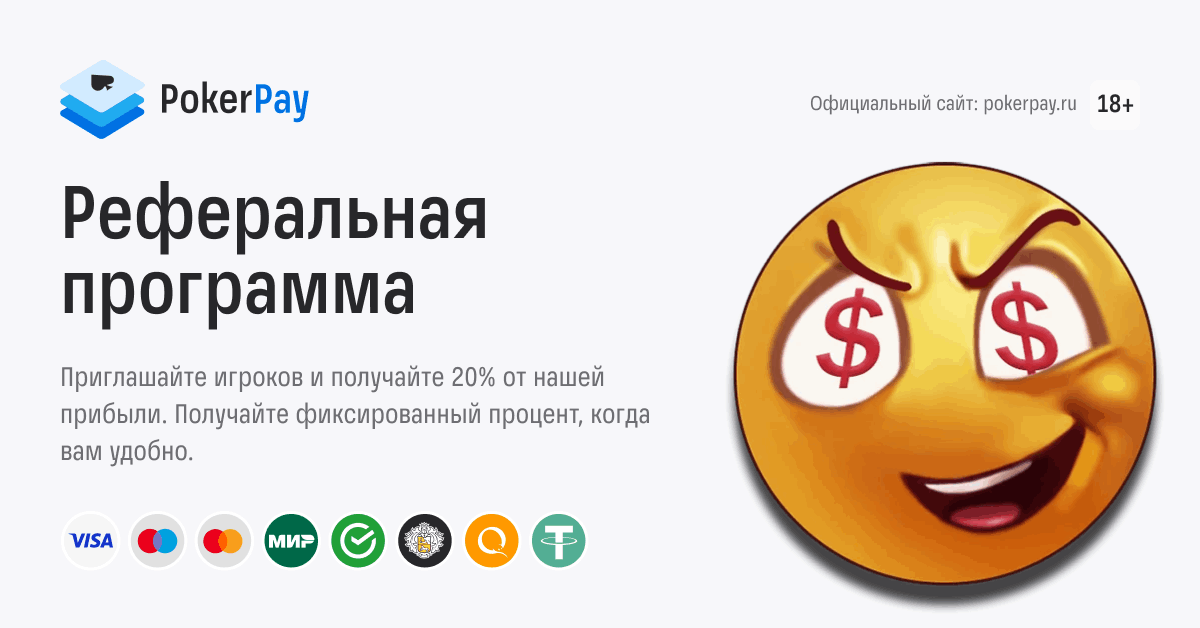 PokerPay
Официальный сайт: pokerpay.ru
18+
Реферальная
программа
Приглашайте игроков и получайте 20% от нашей
прибыли. Получайте фиксированный процент, когда
вам удобно.
VISA
МИР
$ $